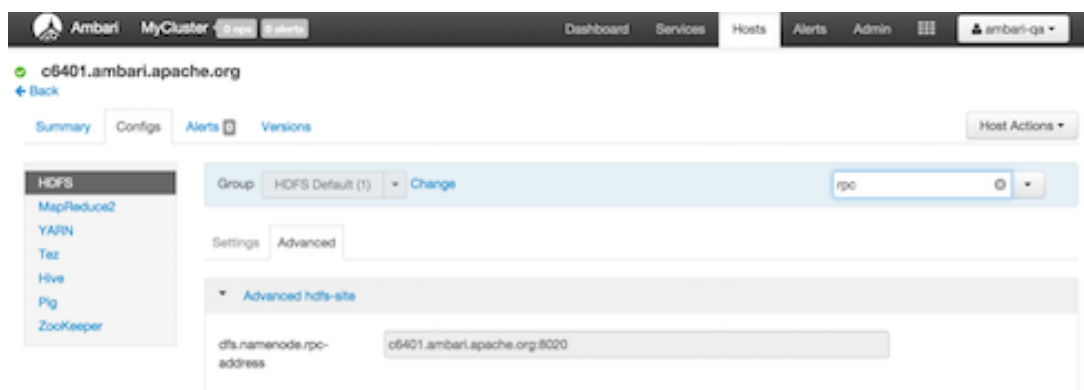 Ambari MyCluster 0 ops 0 alerts Dashboard Services Hosts Alerts Admin ambari-qa
c6401.ambari.apache.org
Back
Summary Configs Alerts 0 Versions Host Actions
HDFS
MapReduce2
YARN
Tez
Hive
Pig
ZooKeeper
Group HDFS Default (1) Change rpc
Settings Advanced
Advanced hdfs-site
dfs.namenode.rpc-
address
c6401.ambari.apache.org:8020